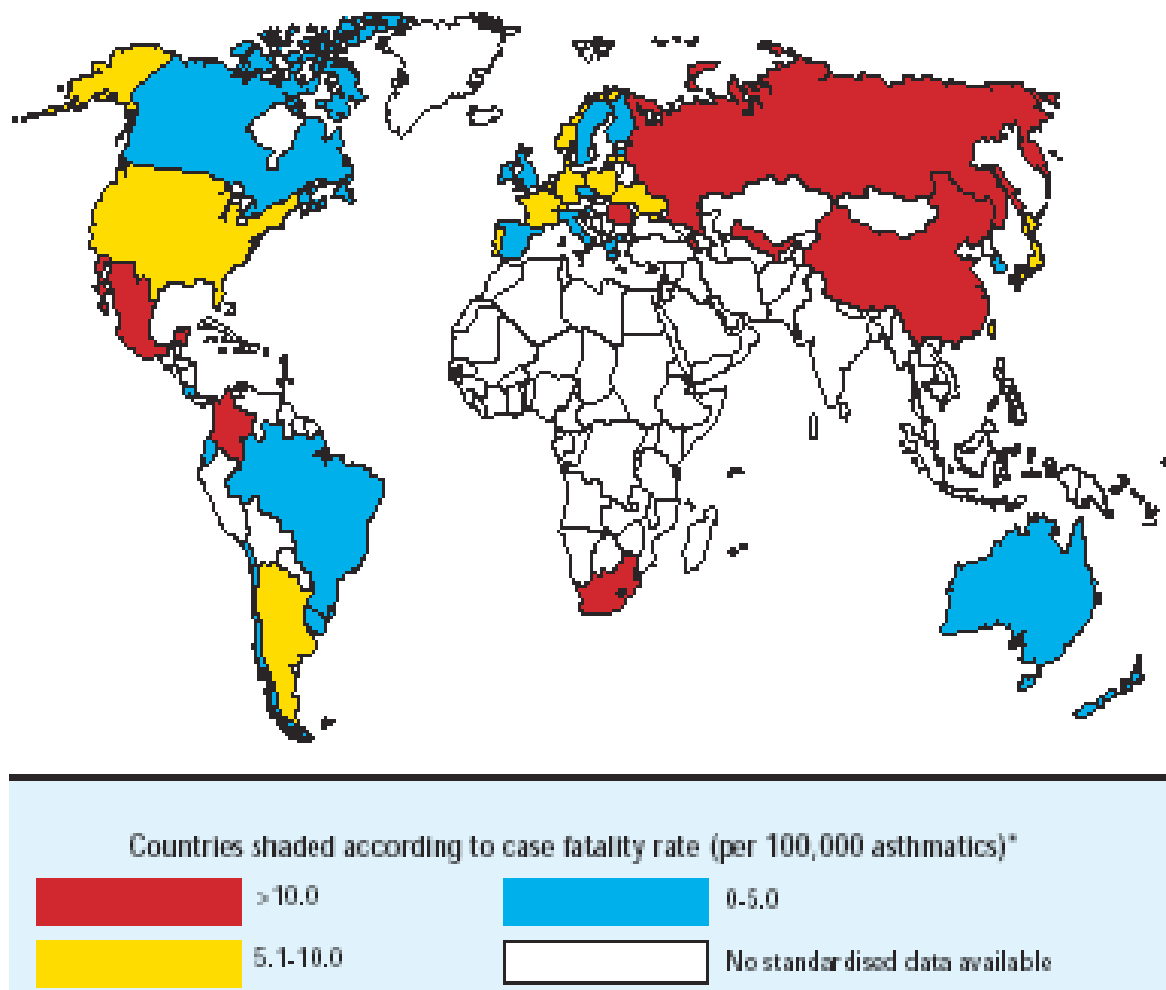 Countries shaded according to case fatality rate (per 100,000 asthmatics)*
>10.0
0-5.0
5.1-10.0
No standardised data available